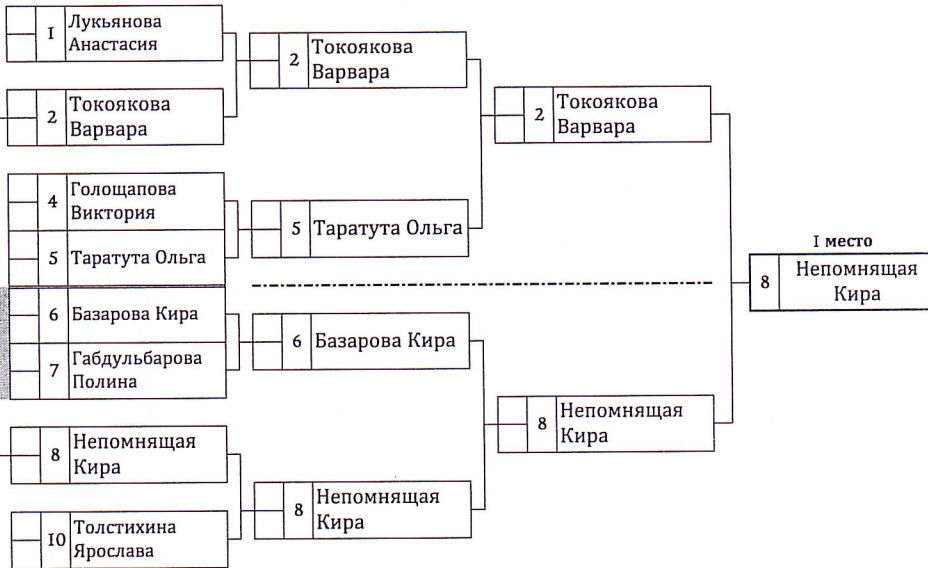 I Лукьянова
Анастасия
2 Токоякова
Варвара
4 Голощапова
Виктория
5 Таратута Ольга
6 Базарова Кира
7 Габдульбарова
Полина
8 Непомнящая
Кира
IO Толстихина
Ярослава
2 Токоякова
Варвара
5 Таратута Ольга
6 Базарова Кира
8 Непомнящая
Кира
2 Токоякова
Варвара
8 Непомнящая
Кира
I место
8 Непомнящая
Кира